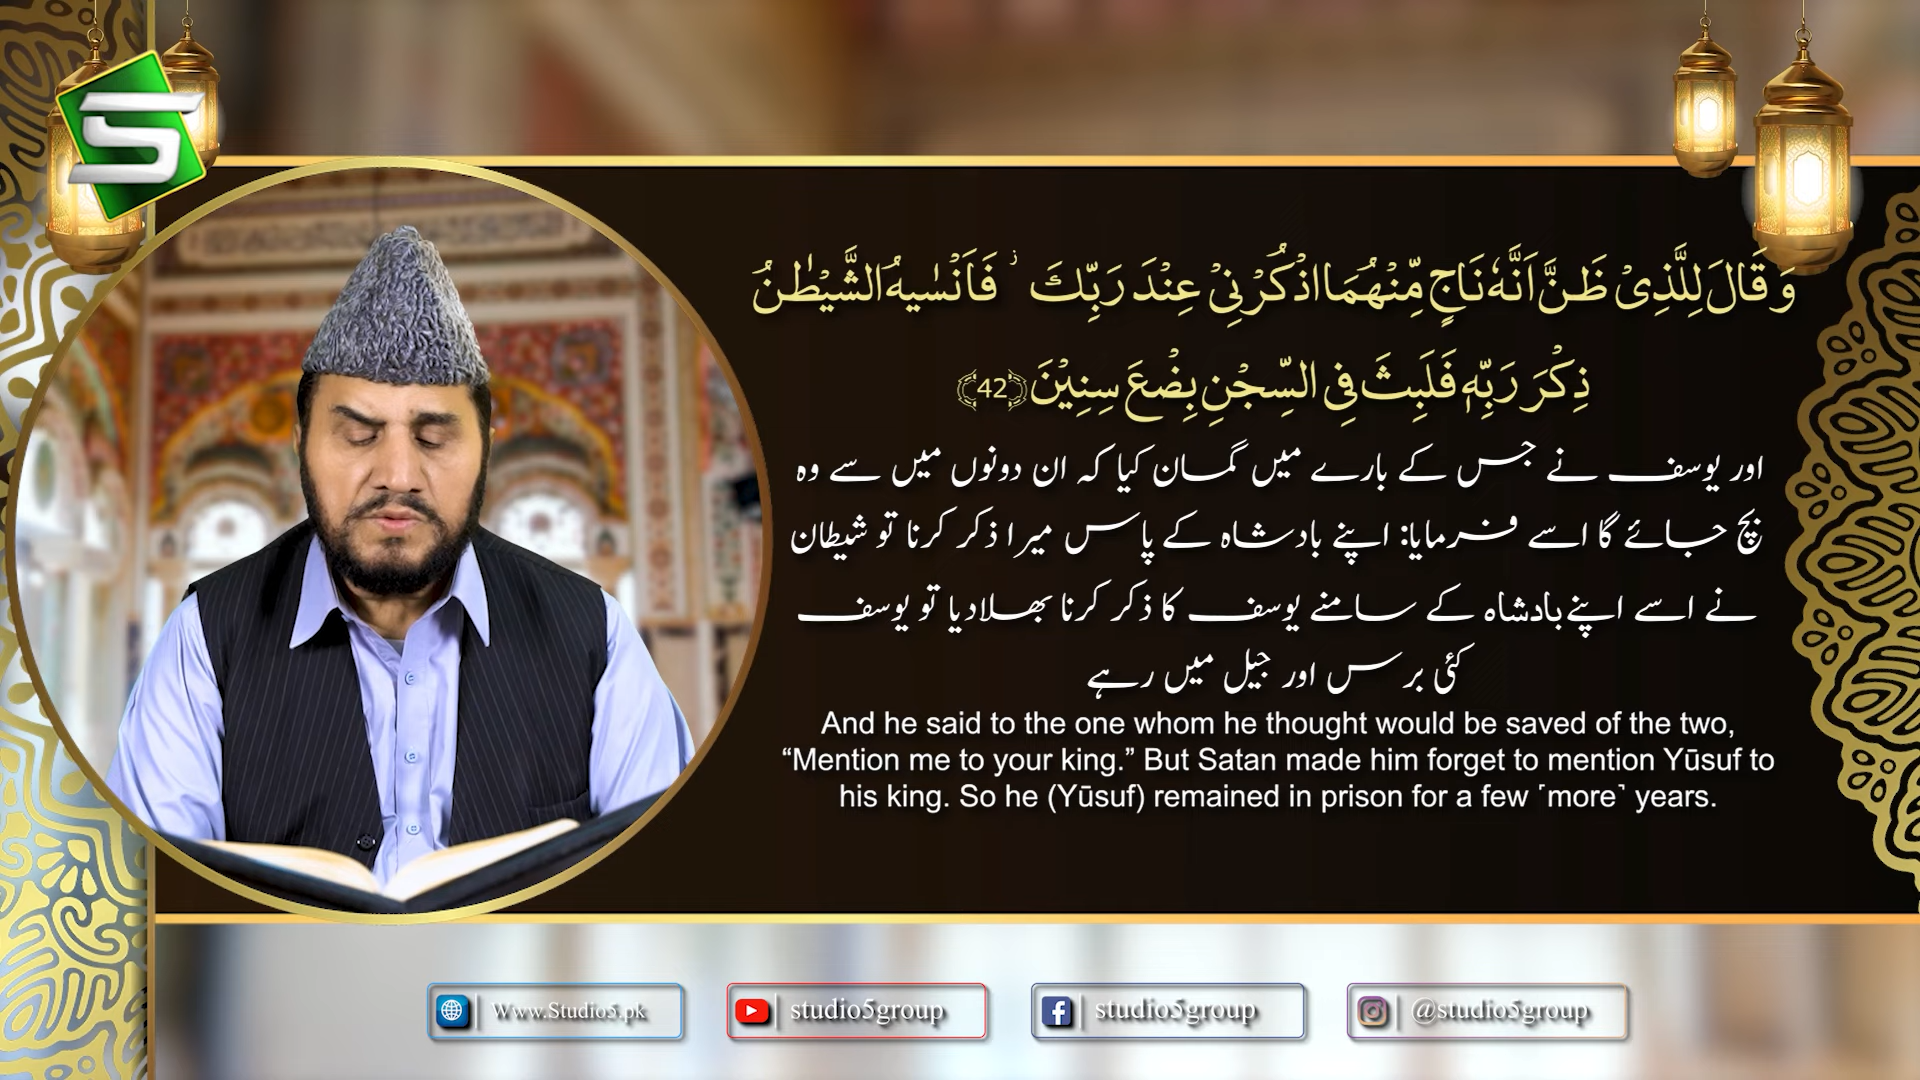 وَقَالَ لِلَّذِیْ ظَنَّ اَنَّهٗ نَاجٍ مِّنْهُمَا اذْكُرْنِیْ عِنْدَ رَبِّكَ ؗ فَاَنْسٰىهُ الشَّیْطٰنُ
ذِكْرَ رَبِّهٖ فَلَبِثَ فِی السِّجْنِ بِضْعَ سِنِیْنَ ﴿42﴾
اور یوسف نے جس کے بارے میں گمان کیا کہ ان دونوں میں سے وہ
بچ جائے گا اسے فرمایا: اپنے بادشاہ کے پاس میرا ذکر کرنا تو شیطان
نے اسے اپنے بادشاہ کے سامنے یوسف کا ذکر کرنا بھلادیا تو یوسف
کئی برس اور جیل میں رہے
And he said to the one whom he thought would be saved of the two,
“Mention me to your king.” But Satan made him forget to mention Yūsuf to
his king. So he (Yūsuf) remained in prison for a few ˹more˺ years.
Www.Studio5.pk
studio5group
studio5group
@studio5group